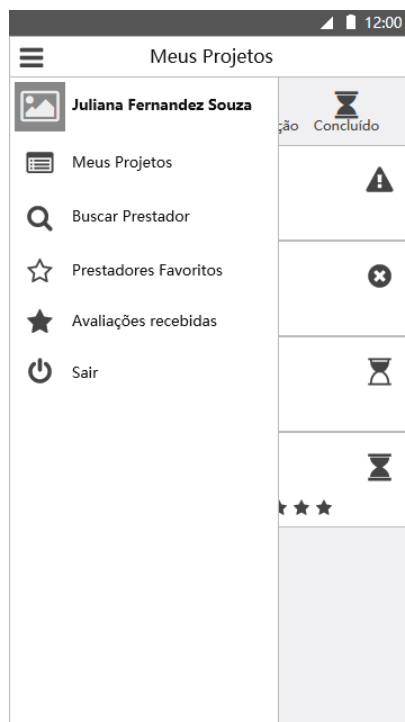 12:00
Meus Projetos
Juliana Fernandez Souza
ção Concluído
Meus Projetos
Buscar Prestador
Prestadores Favoritos
Avaliações recebidas
Sair